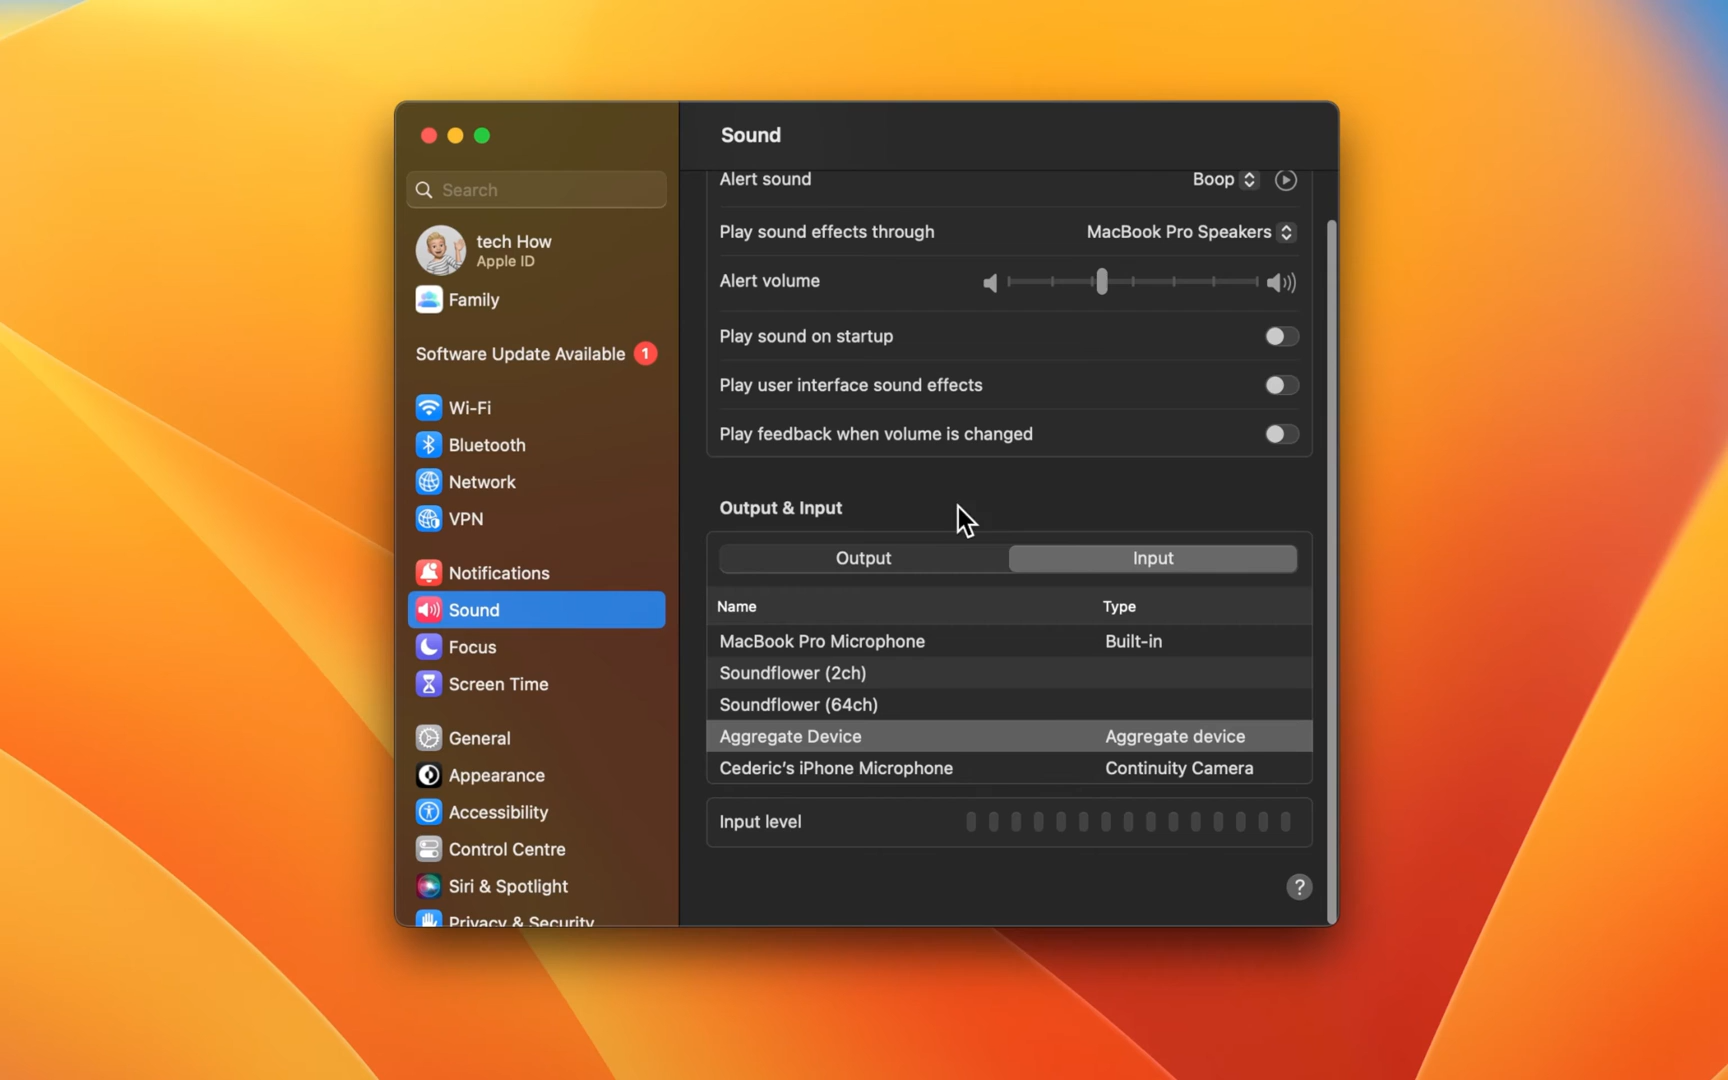 Sound
Search
tech How
Apple ID
Family
Software Update Available 1
Wi-Fi
Bluetooth
Network
VPN
Notifications
Sound
Focus
Screen Time
General
Appearance
Accessibility
Control Centre
Siri & Spotlight
Privacy & Security
Alert sound Boop
Play sound effects through MacBook Pro Speakers
Alert volume
Play sound on startup
Play user interface sound effects
Play feedback when volume is changed
Output & Input
Output Input
Name Type
MacBook Pro Microphone Built-in
Soundflower (2ch)
Soundflower (64ch)
Aggregate Device Aggregate device
Cederic’s iPhone Microphone Continuity Camera
Input level
?